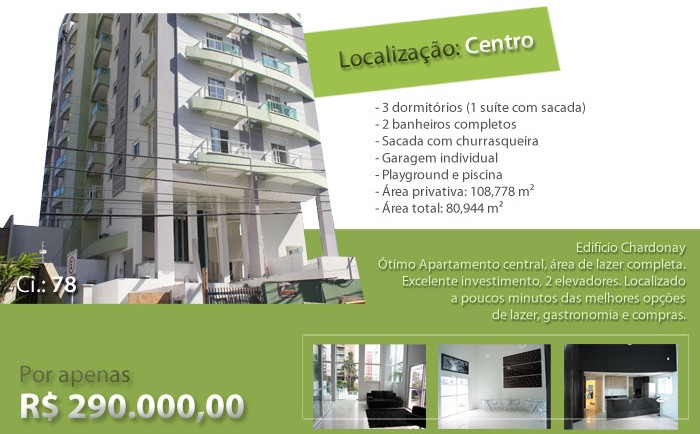 Localização: Centro
- 3 dormitórios (1 suíte com sacada)
- 2 banheiros completos
- Sacada com churrasqueira
- Garagem individual
- Playground e piscina
- Área privativa: 108,778 m²
- Área total: 80,944 m²
Edifício Chardonay
Ótimo Apartamento central, área de lazer completa.
Excelente investimento, 2 elevadores. Localizado
a poucos minutos das melhores opções
de lazer, gastronomia e compras.
Ci.: 78
Por apenas
R$ 290.000,00